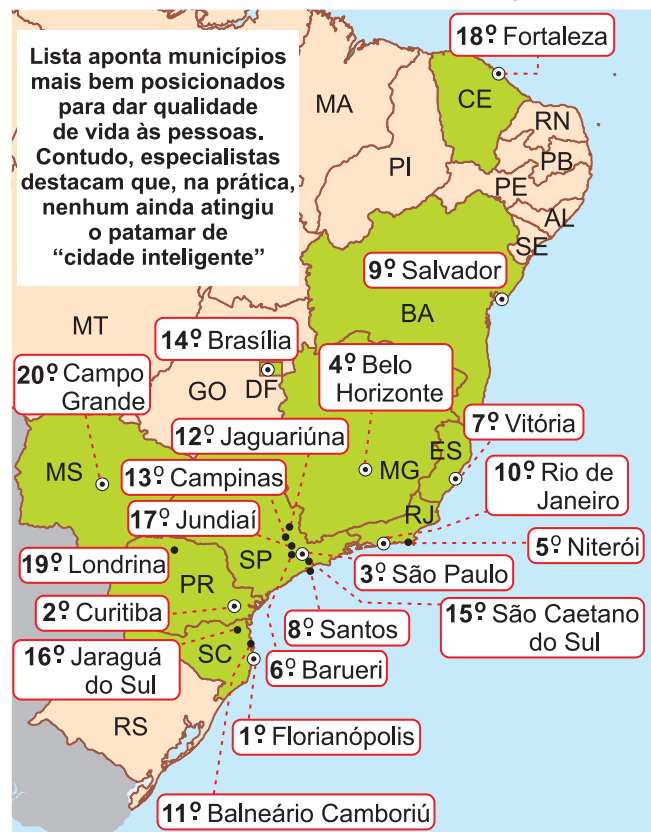 18º Fortaleza
Lista aponta municípios
mais bem posicionados
para dar qualidade
de vida às pessoas.
Contudo, especialistas
destacam que, na prática,
nenhum ainda atingiu
o patamar de
“cidade inteligente”
MA
CE
RN
PB
PI
PE
AL
SE
9º Salvador
BA
MT
14º Brasília
GO
DF
4º Belo
Horizonte
20º Campo
Grande
12º Jaguariúna
7º Vitória
ES
MS
MG
13º Campinas
10º Rio de
Janeiro
17º Jundiaí
RJ
19º Londrina
SP
5º Niterói
3º São Paulo
PR
2º Curitiba
15º São Caetano
do Sul
8º Santos
16º Jaraguá
do Sul
SC
6º Barueri
RS
1º Florianópolis
11º Balneário Camboriú